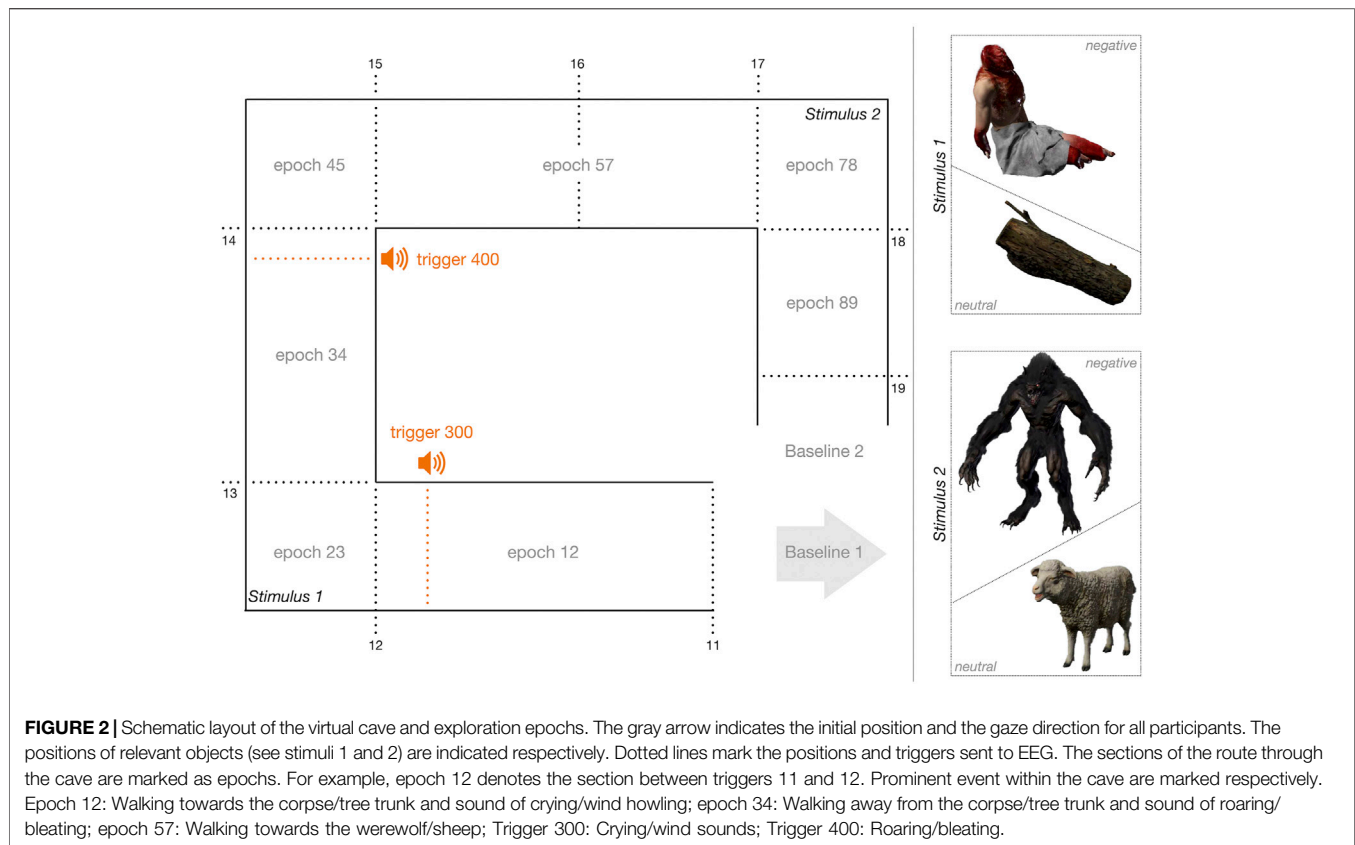 15
16
17
Stimulus 2
epoch 45
epoch 57
epoch 78
14
18
trigger 400
epoch 89
epoch 34
19
trigger 300
Baseline 2
13
epoch 23
epoch 12
Baseline 1
Stimulus 1
12
11
negative
Stimulus 1
neutral
negative
Stimulus 2
neutral
FIGURE 2 | Schematic layout of the virtual cave and exploration epochs. The gray arrow indicates the initial position and the gaze direction for all participants. The
positions of relevant objects (see stimuli 1 and 2) are indicated respectively. Dotted lines mark the positions and triggers sent to EEG. The sections of the route through
the cave are marked as epochs. For example, epoch 12 denotes the section between triggers 11 and 12. Prominent event within the cave are marked respectively.
Epoch 12: Walking towards the corpse/tree trunk and sound of crying/wind howling; epoch 34: Walking away from the corpse/tree trunk and sound of roaring/
bleating; epoch 57: Walking towards the werewolf/sheep; Trigger 300: Crying/wind sounds; Trigger 400: Roaring/bleating.